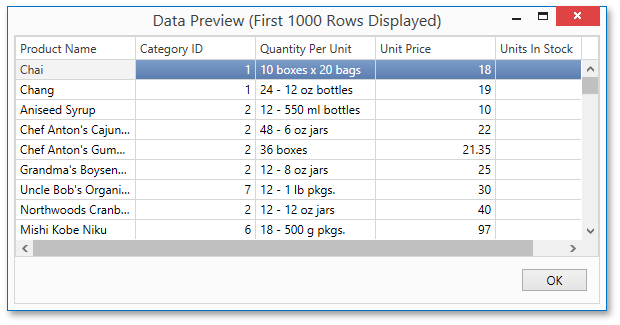 Data Preview (First 1000 Rows Displayed)
Product Name Category ID Quantity Per Unit Unit Price Units In Stock
Chai 1 10 boxes x 20 bags 18
Chang 1 24 - 12 oz bottles 19
Aniseed Syrup 2 12 - 550 ml bottles 10
Chef Anton's Cajun... 2 48 - 6 oz jars 22
Chef Anton's Gum... 2 36 boxes 21.35
Grandma's Boysen... 2 12 - 8 oz jars 25
Uncle Bob's Organi... 7 12 - 1 lb pkgs. 30
Northwoods Cranb... 2 12 - 12 oz jars 40
Mishi Kobe Niku 6 18 - 500 g pkgs. 97
OK